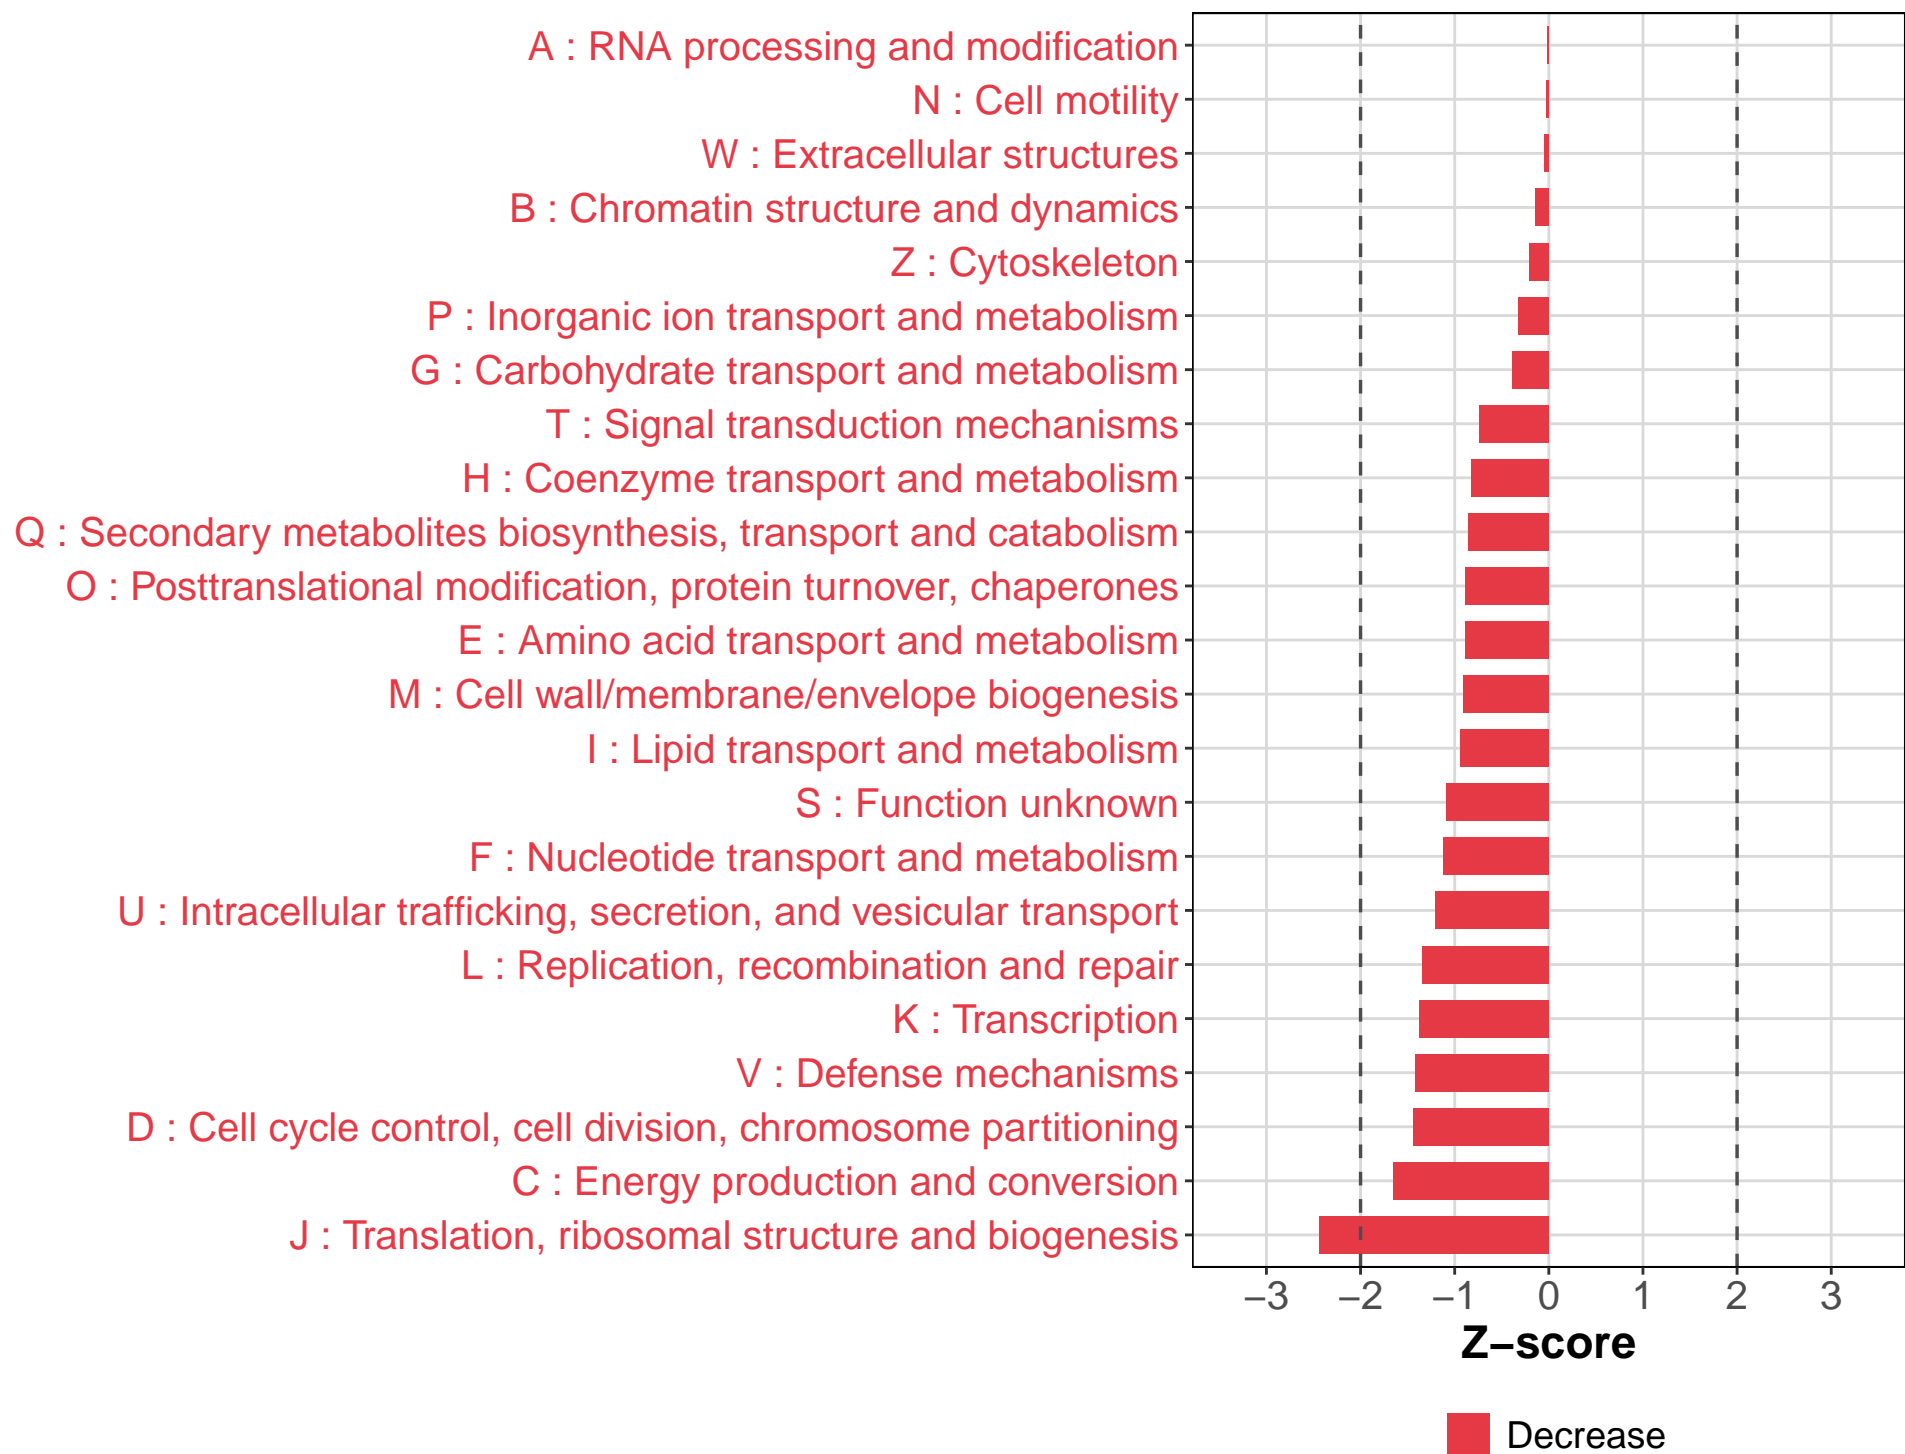 A : RNA processing and modification
N : Cell motility
W : Extracellular structures
B : Chromatin structure and dynamics
Z : Cytoskeleton
P : Inorganic ion transport and metabolism
G : Carbohydrate transport and metabolism
T : Signal transduction mechanisms
H : Coenzyme transport and metabolism
Q : Secondary metabolites biosynthesis, transport and catabolism
O : Posttranslational modification, protein turnover, chaperones
E : Amino acid transport and metabolism
M : Cell wall/membrane/envelope biogenesis
I : Lipid transport and metabolism
S : Function unknown
F : Nucleotide transport and metabolism
U : Intracellular trafficking, secretion, and vesicular transport
L : Replication, recombination and repair
K : Transcription
V : Defense mechanisms
D : Cell cycle control, cell division, chromosome partitioning
C : Energy production and conversion
J : Translation, ribosomal structure and biogenesis
−3 −2 −1 0 1 2 3
Z−score
Decrease